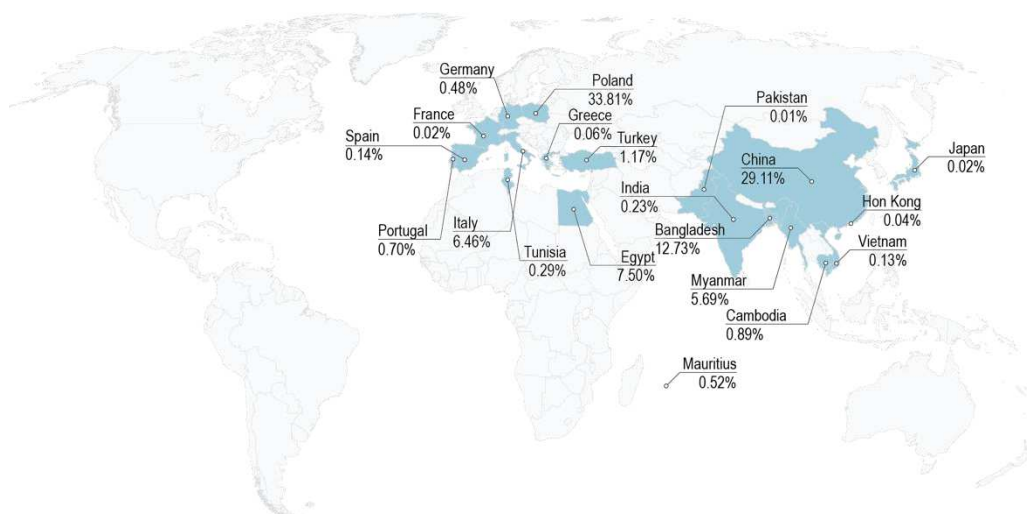 Germany
0.48%
Poland
33.81%
France
0.02%
Greece
0.06%
Pakistan
0.01%
Spain
0.14%
Turkey
1.17%
China
29.11%
Japan
0.02%
India
0.23%
Hon Kong
0.04%
Portugal
0.70%
Italy
6.46%
Tunisia
0.29%
Egypt
7.50%
Bangladesh
12.73%
Vietnam
0.13%
Myanmar
5.69%
Cambodia
0.89%
Mauritius
0.52%